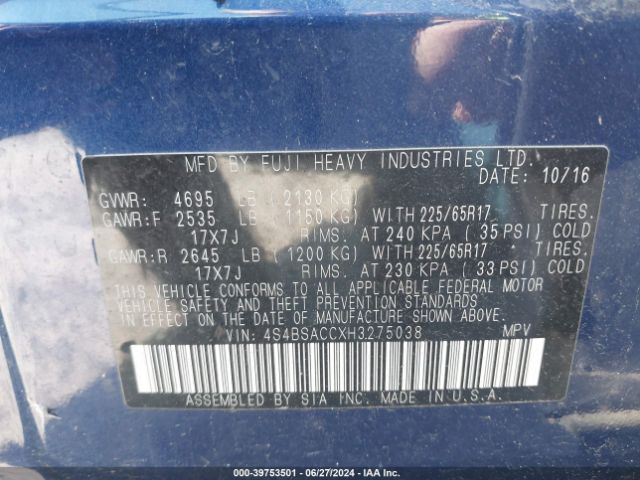 MFD BY FUJI HEAVY INDUSTRIES LTD.
DATE: 10/16
GVWR: 4695 LB ( 2130 KG)
GAWR:F 2535 LB ( 1150 KG) WITH 225/65R17 TIRES.
17X7J RIMS. AT 240 KPA ( 35 PSI) COLD
GAWR:R 2645 LB ( 1200 KG) WITH 225/65R17 TIRES.
17X7J RIMS. AT 230 KPA ( 33 PSI) COLD
THIS VEHICLE CONFORMS TO ALL APPLICABLE FEDERAL MOTOR
VEHICLE SAFETY AND THEFT PREVENTION STANDARDS IN EFFECT
ON THE DATE OF MANUFACTURE SHOWN ABOVE.
VIN: 4S4BSACCXH3275038 MPV
ASSEMBLED BY SIA INC. MADE IN U.S.A.
000-39753501 - 06/27/2024 - IAA Inc.